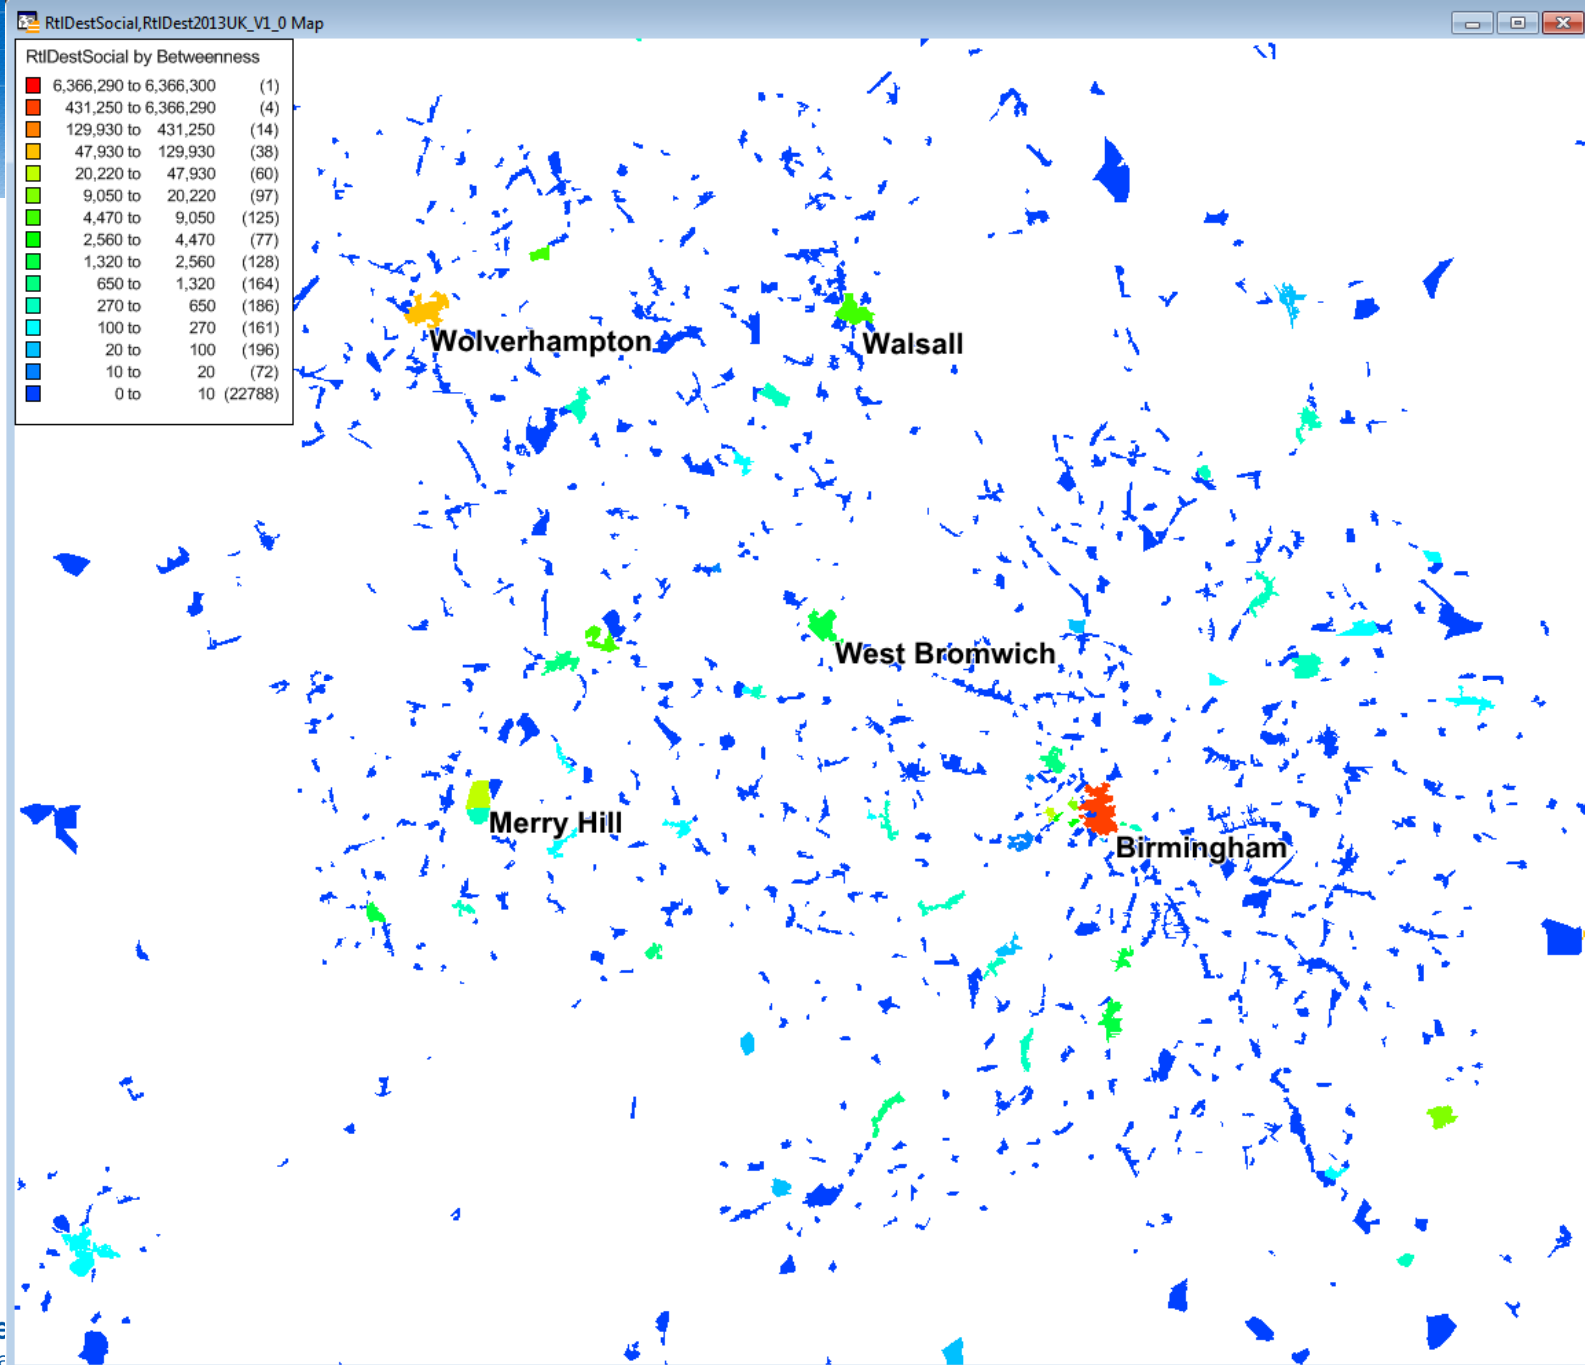 RtlDestSocial,RtlDest2013UK_V1_0 Map
RtlDestSocial by Betweenness
6,366,290 to 6,366,300 (1)
431,250 to 6,366,290 (4)
129,930 to 431,250 (14)
47,930 to 129,930 (38)
20,220 to 47,930 (60)
9,050 to 20,220 (97)
4,470 to 9,050 (125)
2,560 to 4,470 (77)
1,320 to 2,560 (128)
650 to 1,320 (164)
270 to 650 (186)
100 to 270 (161)
20 to 100 (196)
10 to 20 (72)
0 to 10 (22788)
Wolverhampton
Walsall
West Bromwich
Merry Hill
Birmingham